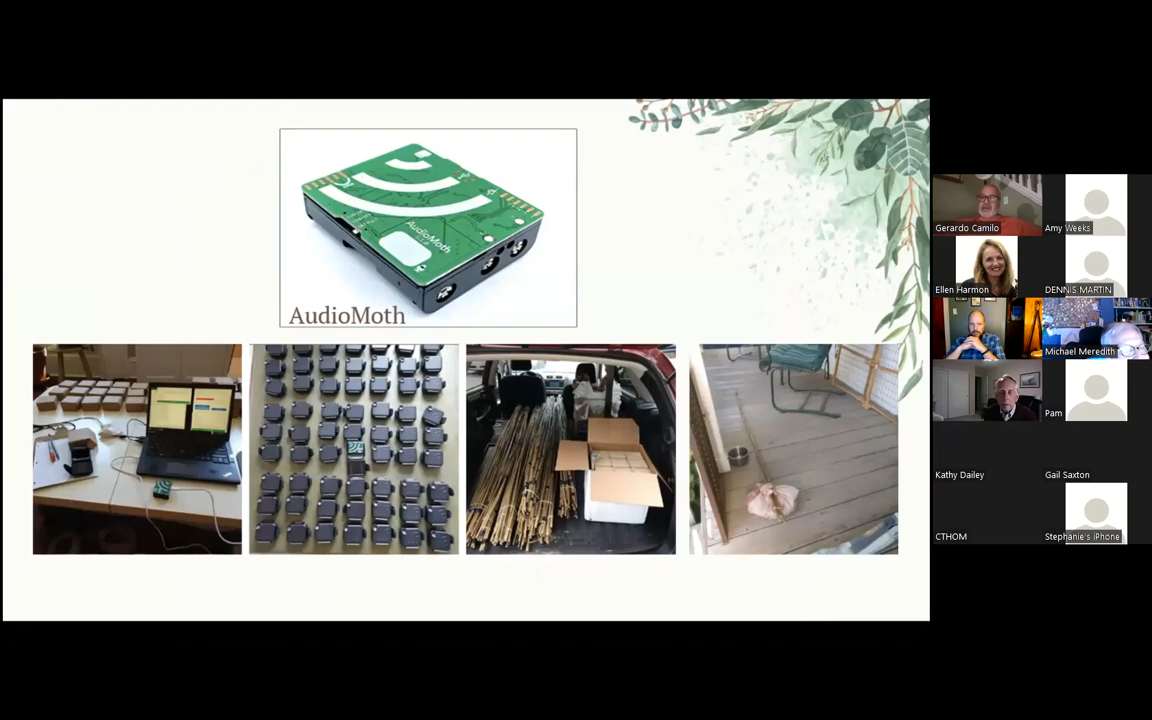 AudioMoth
AudioMoth
Gerardo Camilo
Amy Weeks
Ellen Harmon
DENNIS MARTIN
Michael Meredith
Pam
Kathy Dailey
Gail Saxton
CTHOM
Stephanie's iPhone